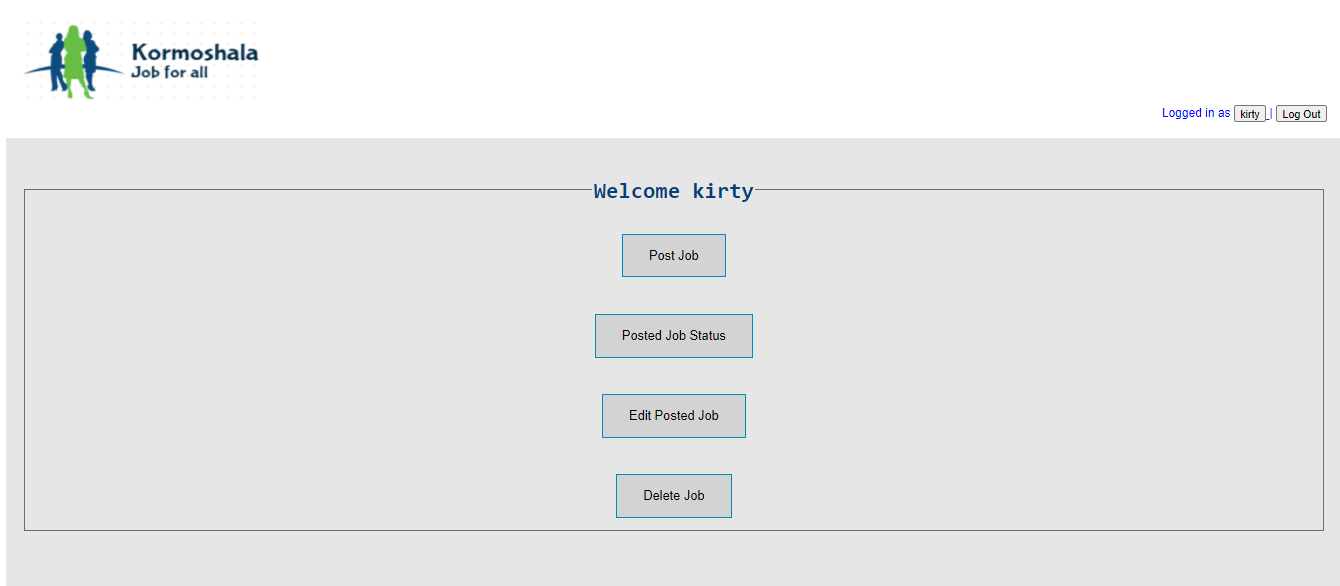 Kormoshala
Job for all
Logged in as kirty | Log Out
Welcome kirty
Post Job
Posted Job Status
Edit Posted Job
Delete Job